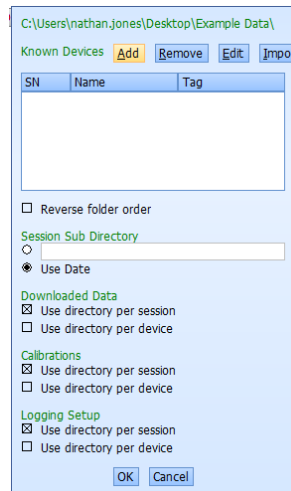 C:\Users\nathan.jones\Desktop\Example Data\
Known Devices Add Remove Edit Impo
SN Name Tag
Reverse folder order
Session Sub Directory
Use Date
Downloaded Data
Use directory per session
Use directory per device
Calibrations
Use directory per session
Use directory per device
Logging Setup
Use directory per session
Use directory per device
OK Cancel